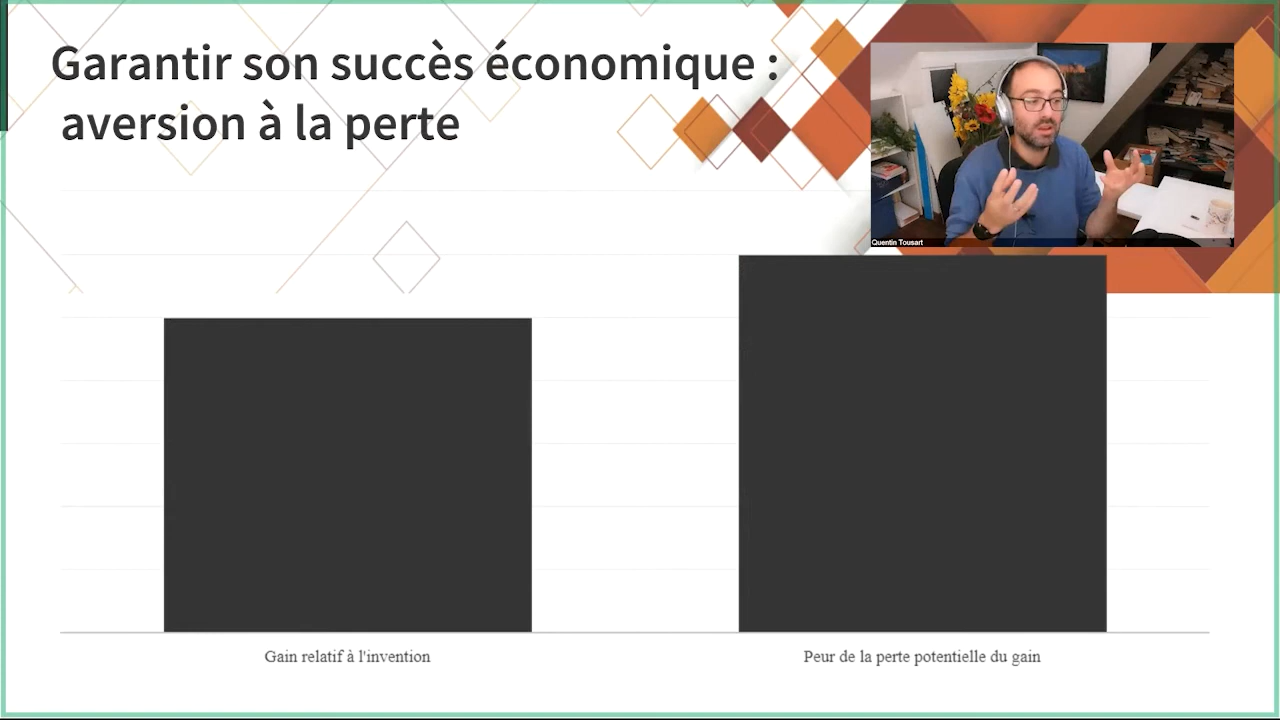 Garantir son succès économique :
aversion à la perte
Quentin Tousart
Gain relatif à l'invention
Peur de la perte potentielle du gain